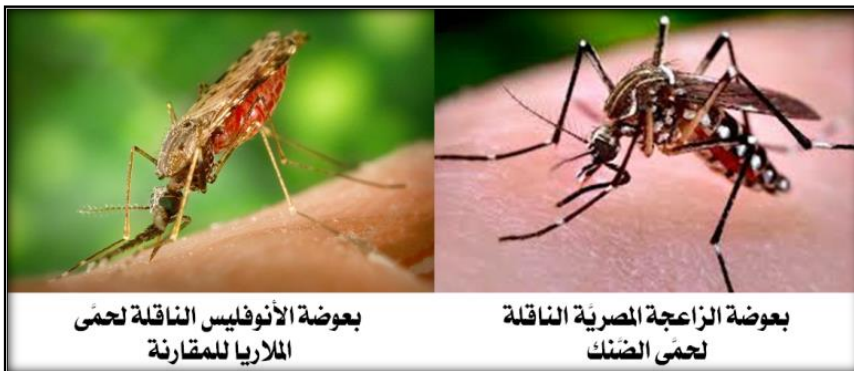 بعوضة الزاعجة المصريَّة الناقلة
لحمَّى الضَّنك
بعوضة الأنوفليس الناقلة لحمَّى
الملاريا للمقارنة